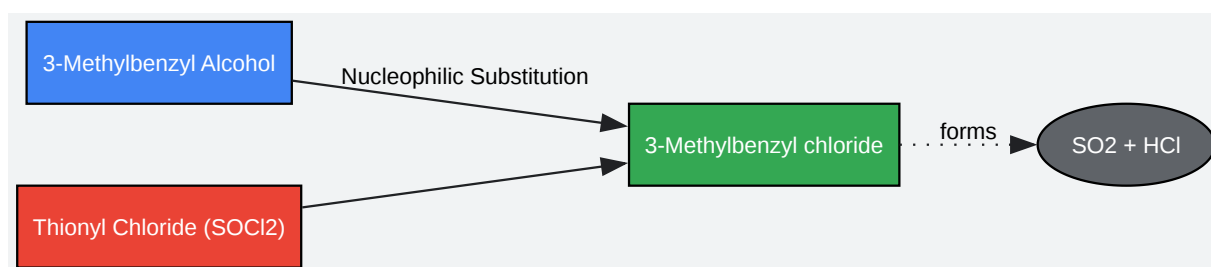 3-Methylbenzyl Alcohol
Nucleophilic Substitution
3-Methylbenzyl chloride
forms
SO2 + HCl
Thionyl Chloride (SOCl2)